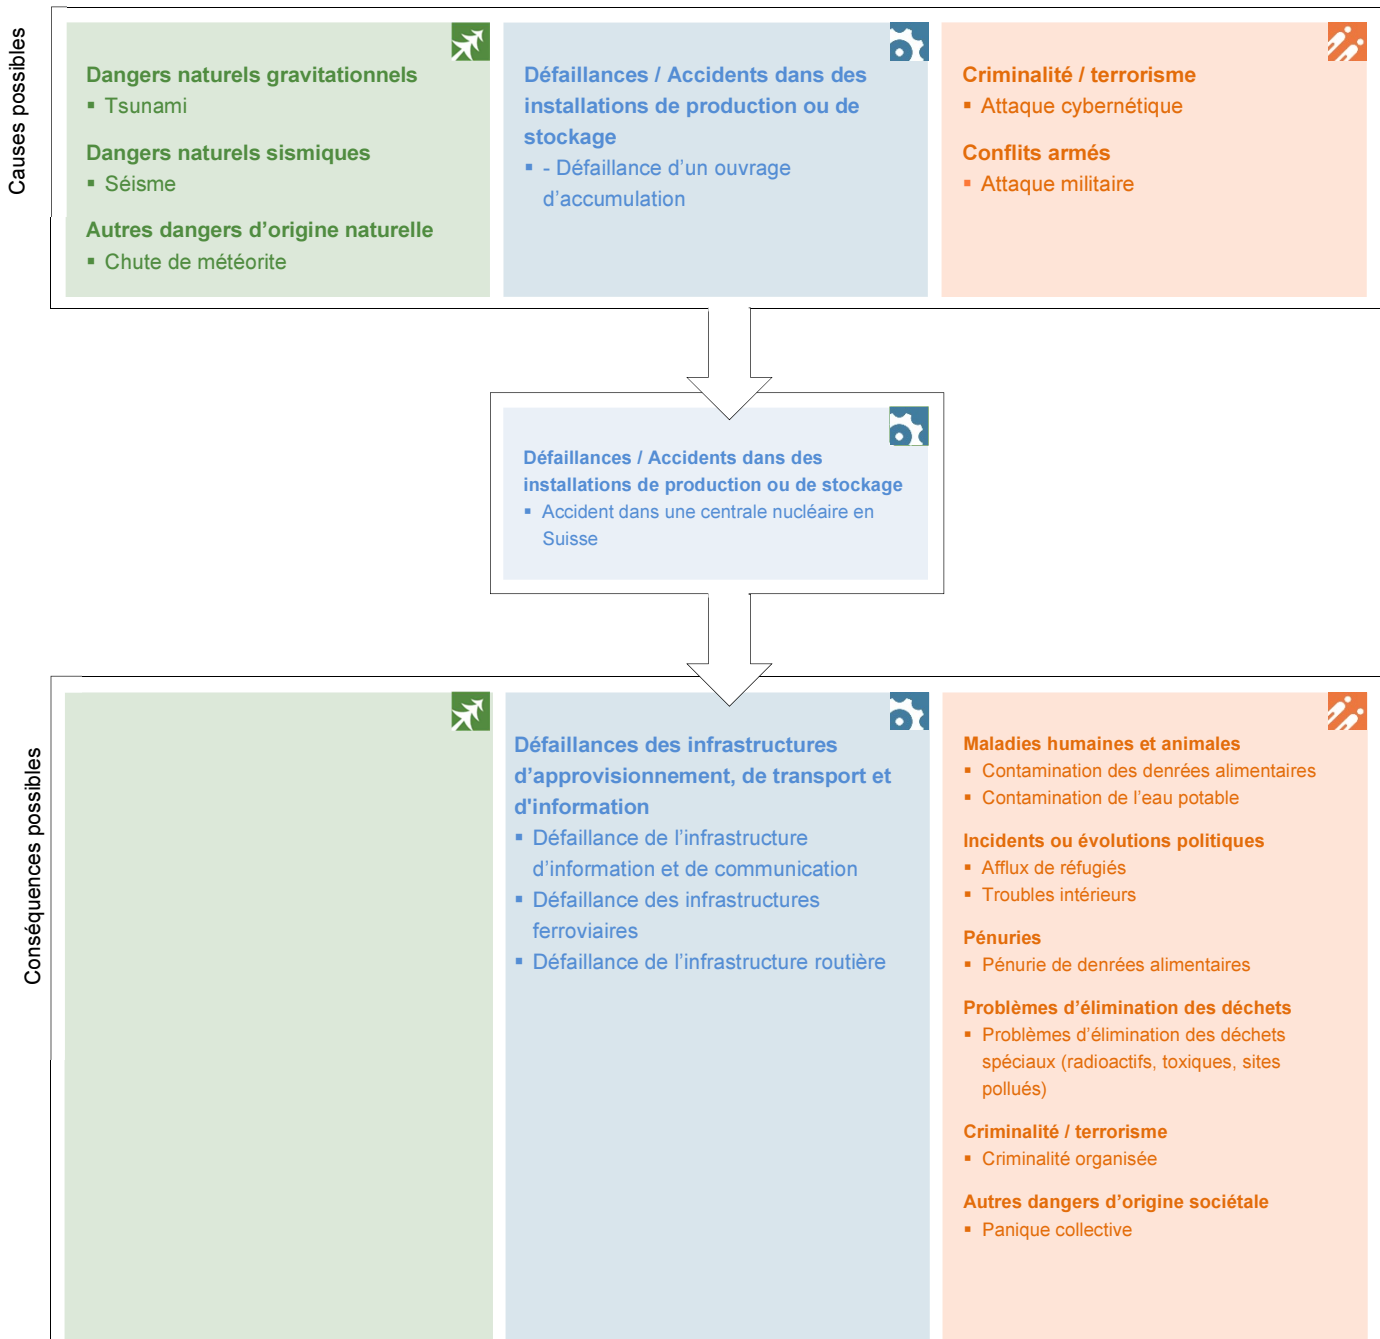 Causes possibles
Dangers naturels gravitationnels
▪ Tsunami
Dangers naturels sismiques
▪ Séisme
Autres dangers d’origine naturelle
▪ Chute de météorite
Défaillances / Accidents dans des
installations de production ou de
stockage
▪ - Défaillance d’un ouvrage
d’accumulation
Criminalité / terrorisme
▪ Attaque cybernétique
Conflits armés
▪ Attaque militaire
Défaillances / Accidents dans des
installations de production ou de stockage
▪ Accident dans une centrale nucléaire en
Suisse
Conséquences possibles
Défaillances des infrastructures
d’approvisionnement, de transport et
d'information
▪ Défaillance de l’infrastructure
d’information et de communication
▪ Défaillance des infrastructures
ferroviaires
▪ Défaillance de l’infrastructure routière
Maladies humaines et animales
▪ Contamination des denrées alimentaires
▪ Contamination de l’eau potable
Incidents ou évolutions politiques
▪ Afflux de réfugiés
▪ Troubles intérieurs
Pénuries
▪ Pénurie de denrées alimentaires
Problèmes d’élimination des déchets
▪ Problèmes d’élimination des déchets
spéciaux (radioactifs, toxiques, sites
pollués)
Criminalité / terrorisme
▪ Criminalité organisée
Autres dangers d’origine sociétale
▪ Panique collective